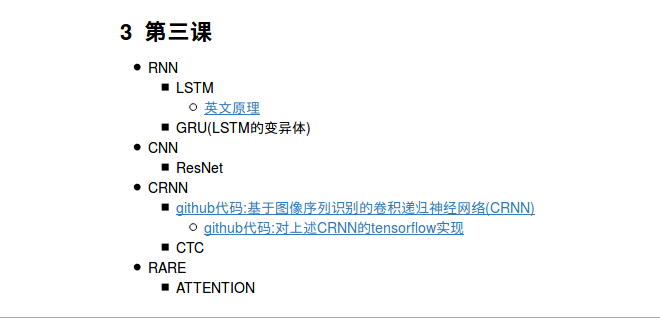 3 第三课
RNN
LSTM
英文原理
GRU(LSTM的变异体)
CNN
ResNet
CRNN
github代码:基于图像序列识别的卷积递归神经网络(CRNN)
github代码:对上述CRNN的tensorflow实现
CTC
RARE
ATTENTION